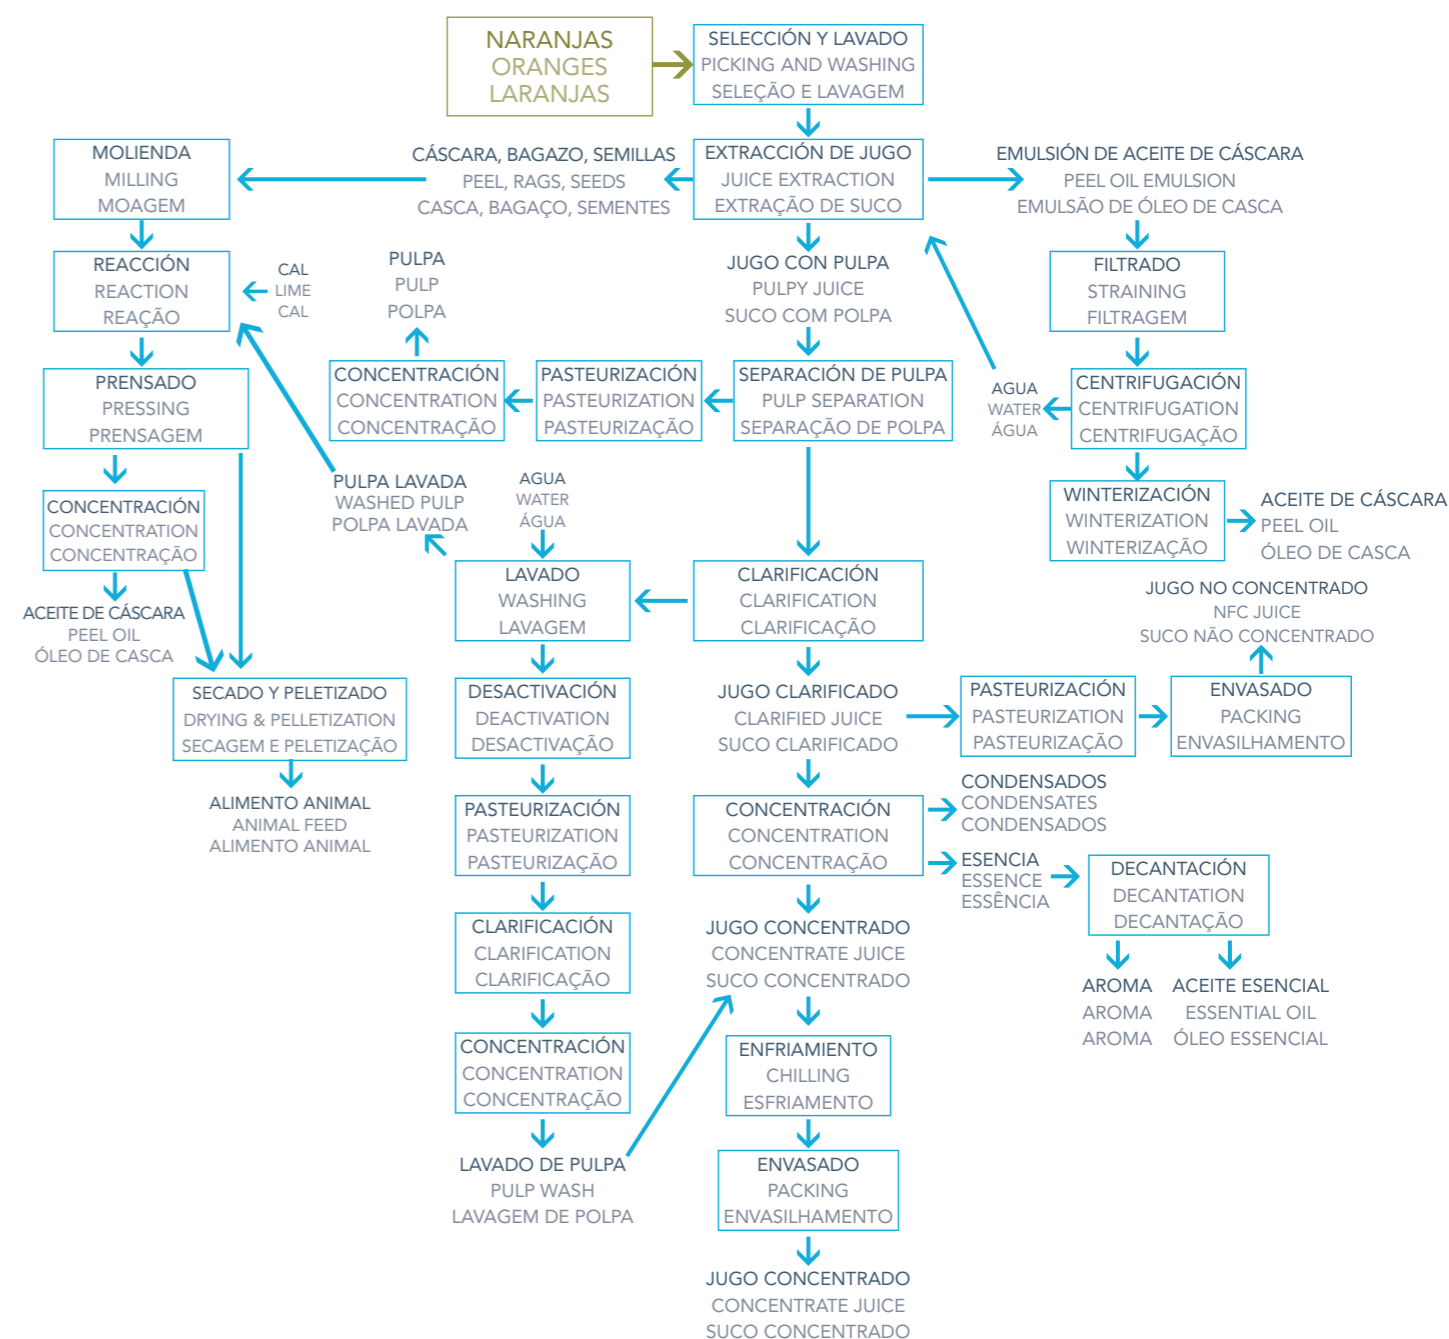 NARANJAS
ORANGES
LARANJAS
SELECCIÓN Y LAVADO
PICKING AND WASHING
SELEÇÃO E LAVAGEM
MOLIENDA
MILLING
MOAGEM
CÁSCARA, BAGAZO, SEMILLAS
PEEL, RAGS, SEEDS
CASCA, BAGAÇO, SEMENTES
EXTRACCIÓN DE JUGO
JUICE EXTRACTION
EXTRAÇÃO DE SUCO
EMULSIÓN DE ACEITE DE CÁSCARA
PEEL OIL EMULSION
EMULSÃO DE ÓLEO DE CASCA
REACCIÓN
REACTION
REAÇÃO
CAL
LIME
CAL
PULPA
PULP
POLPA
JUGO CON PULPA
PULPY JUICE
SUCO COM POLPA
FILTRADO
STRAINING
FILTRAGEM
PRENSADO
PRESSING
PRENSAGEM
CONCENTRACIÓN
CONCENTRATION
CONCENTRAÇÃO
PASTEURIZACIÓN
PASTEURIZATION
PASTEURIZAÇÃO
SEPARACIÓN DE PULPA
PULP SEPARATION
SEPARAÇÃO DE POLPA
AGUA
WATER
ÁGUA
CENTRIFUGACIÓN
CENTRIFUGATION
CENTRIFUGAÇÃO
CONCENTRACIÓN
CONCENTRATION
CONCENTRAÇÃO
PULPA LAVADA
WASHED PULP
POLPA LAVADA
AGUA
WATER
ÁGUA
WINTERIZACIÓN
WINTERIZATION
WINTERIZAÇÃO
ACEITE DE CÁSCARA
PEEL OIL
ÓLEO DE CASCA
ACEITE DE CÁSCARA
PEEL OIL
ÓLEO DE CASCA
LAVADO
WASHING
LAVAGEM
CLARIFICACIÓN
CLARIFICATION
CLARIFICAÇÃO
JUGO NO CONCENTRADO
NFC JUICE
SUCO NÃO CONCENTRADO
SECADO Y PELETIZADO
DRYING & PELLETIZATION
SECAGEM E PELETIZAÇÃO
DESACTIVACIÓN
DEACTIVATION
DESACTIVAÇÃO
JUGO CLARIFICADO
CLARIFIED JUICE
SUCO CLARIFICADO
PASTEURIZACIÓN
PASTEURIZATION
PASTEURIZAÇÃO
ENVASADO
PACKING
ENVASILHAMENTO
ALIMENTO ANIMAL
ANIMAL FEED
ALIMENTO ANIMAL
PASTEURIZACIÓN
PASTEURIZATION
PASTEURIZAÇÃO
CONCENTRACIÓN
CONCENTRATION
CONCENTRAÇÃO
CONDENSADOS
CONDENSATES
CONDENSADOS
ESENCIA
ESSENCE
ESSÊNCIA
DECANTACIÓN
DECANTATION
DECANTAÇÃO
CLARIFICACIÓN
CLARIFICATION
CLARIFICAÇÃO
JUGO CONCENTRADO
CONCENTRATE JUICE
SUCO CONCENTRADO
AROMA
AROMA
AROMA
ACEITE ESENCIAL
ESSENTIAL OIL
ÓLEO ESSENCIAL
CONCENTRACIÓN
CONCENTRATION
CONCENTRAÇÃO
ENFRIAMIENTO
CHILLING
ESFRIAMENTO
LAVADO DE PULPA
PULP WASH
LAVAGEM DE POLPA
ENVASADO
PACKING
ENVASILHAMENTO
JUGO CONCENTRADO
CONCENTRATE JUICE
SUCO CONCENTRADO